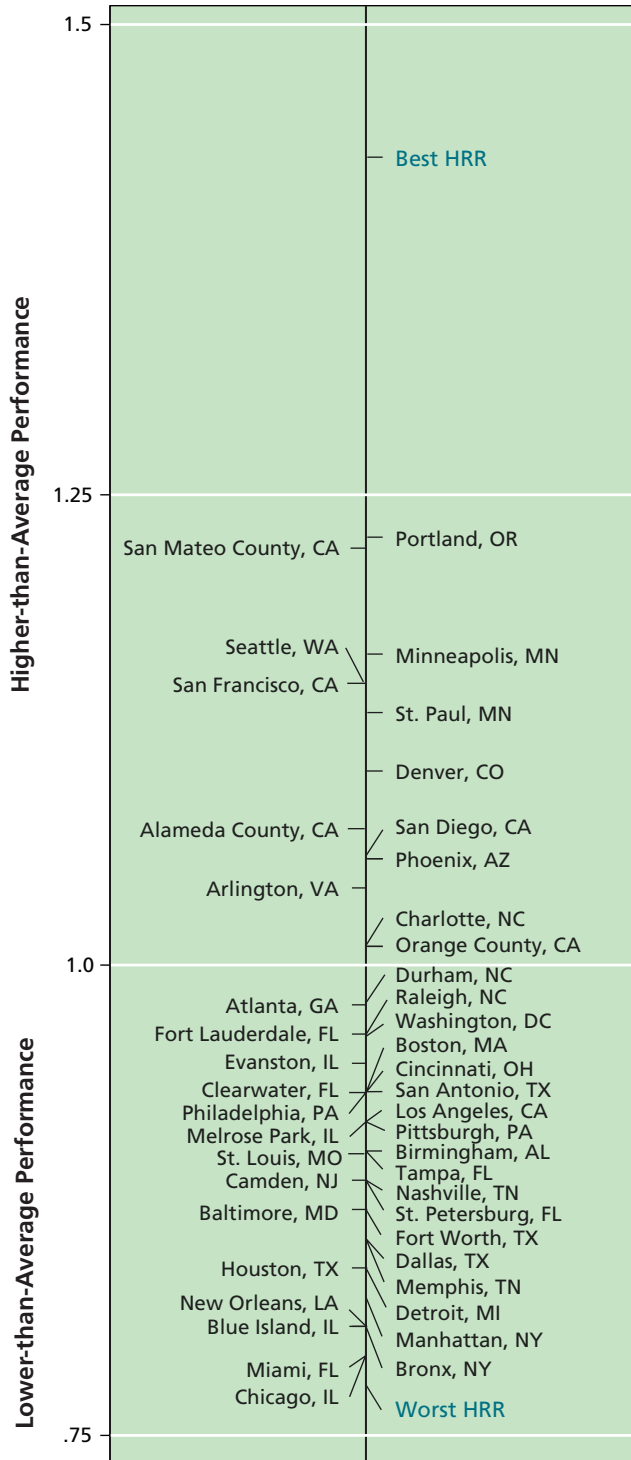 Higher-than-Average Performance
Lower-than-Average Performance
1.5
1.25
1.0
.75
Best HRR
Portland, OR
San Mateo County, CA
Seattle, WA
Minneapolis, MN
San Francisco, CA
St. Paul, MN
Denver, CO
Alameda County, CA
San Diego, CA
Phoenix, AZ
Arlington, VA
Charlotte, NC
Orange County, CA
Durham, NC
Raleigh, NC
Atlanta, GA
Washington, DC
Fort Lauderdale, FL
Boston, MA
Evanston, IL
Cincinnati, OH
Clearwater, FL
San Antonio, TX
Philadelphia, PA
Los Angeles, CA
Melrose Park, IL
Pittsburgh, PA
St. Louis, MO
Birmingham, AL
Tampa, FL
Camden, NJ
Nashville, TN
Baltimore, MD
St. Petersburg, FL
Fort Worth, TX
Dallas, TX
Houston, TX
Memphis, TN
New Orleans, LA
Detroit, MI
Blue Island, IL
Manhattan, NY
Miami, FL
Bronx, NY
Chicago, IL
Worst HRR